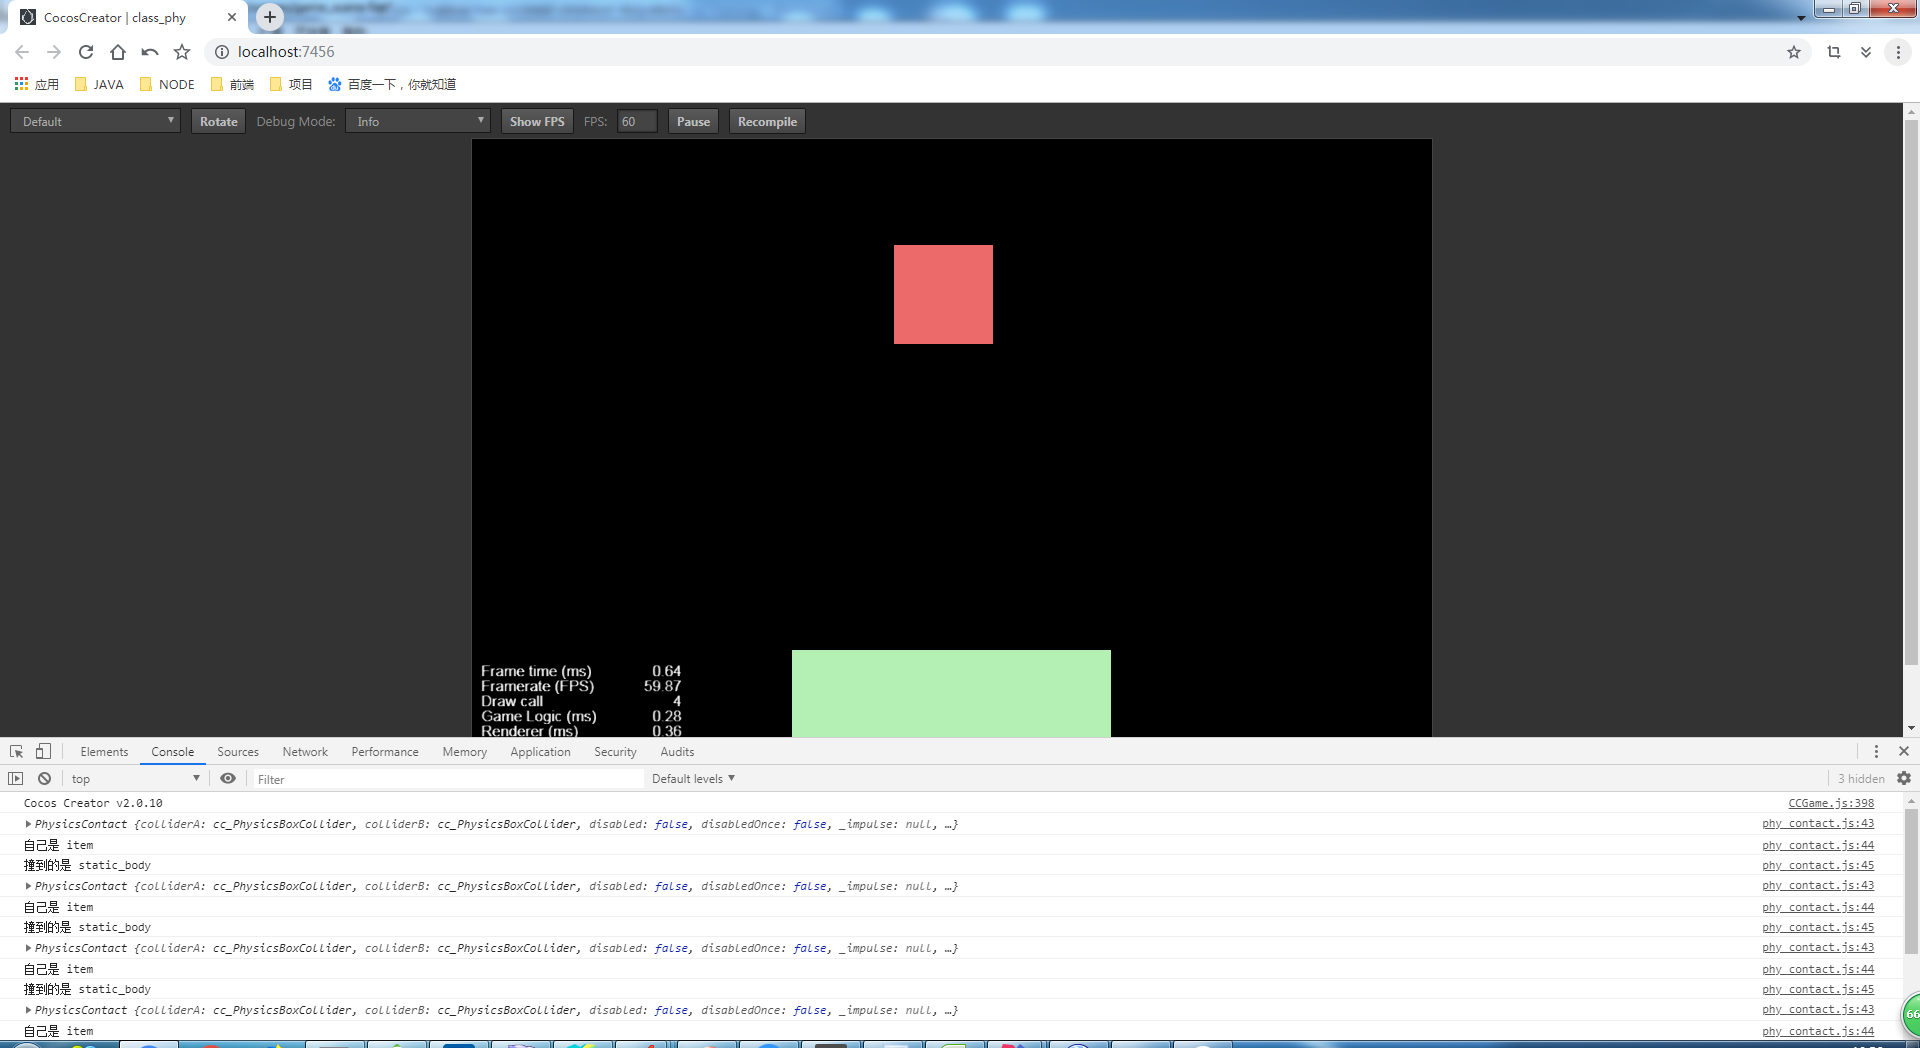 CocosCreator | class_phy
localhost:7456
应用 JAVA NODE 前端 项目 百度一下，你就知道
Default Rotate Debug Mode: Info Show FPS FPS: 60 Pause Recompile
Frame time (ms) 0.64
Framerate (FPS) 59.87
Draw call 4
Game Logic (ms) 0.28
Renderer (ms) 0.36
Elements Console Sources Network Performance Memory Application Security Audits
top Filter Default levels 3 hidden
Cocos Creator v2.0.10 CCGame.js:398
PhysicsContact {colliderA: cc_PhysicsBoxCollider, colliderB: cc_PhysicsBoxCollider, disabled: false, disabledOnce: false, _impulse: null, …} phy_contact.js:43
自己是 item phy_contact.js:44
撞到的是 static_body phy_contact.js:45
PhysicsContact {colliderA: cc_PhysicsBoxCollider, colliderB: cc_PhysicsBoxCollider, disabled: false, disabledOnce: false, _impulse: null, …} phy_contact.js:43
自己是 item phy_contact.js:44
撞到的是 static_body phy_contact.js:45
PhysicsContact {colliderA: cc_PhysicsBoxCollider, colliderB: cc_PhysicsBoxCollider, disabled: false, disabledOnce: false, _impulse: null, …} phy_contact.js:43
自己是 item phy_contact.js:44
撞到的是 static_body phy_contact.js:45
PhysicsContact {colliderA: cc_PhysicsBoxCollider, colliderB: cc_PhysicsBoxCollider, disabled: false, disabledOnce: false, _impulse: null, …} phy_contact.js:43
自己是 item phy_contact.js:44
66